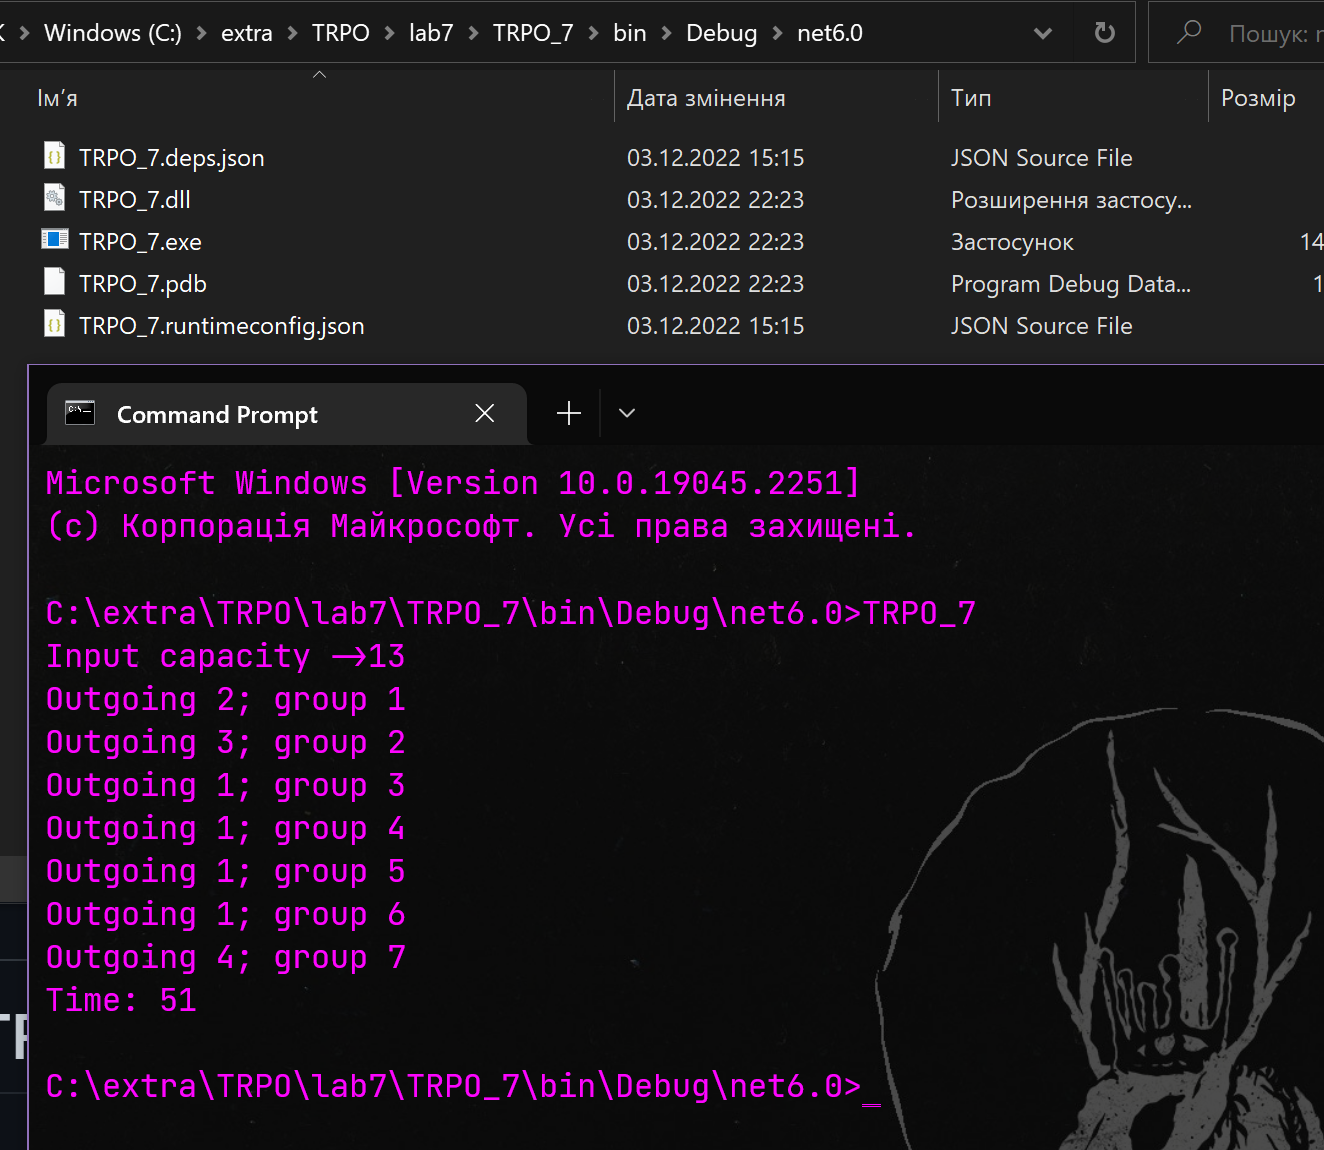 Windows (C:) > extra > TRPO > lab7 > TRPO_7 > bin > Debug > net6.0
Пошук:
Ім’я Дата змінення Тип Розмір
TRPO_7.deps.json 03.12.2022 15:15 JSON Source File
TRPO_7.dll 03.12.2022 22:23 Розширення застосу...
TRPO_7.exe 03.12.2022 22:23 Застосунок 14
TRPO_7.pdb 03.12.2022 22:23 Program Debug Data... 1
TRPO_7.runtimeconfig.json 03.12.2022 15:15 JSON Source File
Command Prompt
Microsoft Windows [Version 10.0.19045.2251]
(c) Корпорація Майкрософт. Усі права захищені.
C:\extra\TRPO\lab7\TRPO_7\bin\Debug\net6.0>TRPO_7
Input capacity ->13
Outgoing 2; group 1
Outgoing 3; group 2
Outgoing 1; group 3
Outgoing 1; group 4
Outgoing 1; group 5
Outgoing 1; group 6
Outgoing 4; group 7
Time: 51
C:\extra\TRPO\lab7\TRPO_7\bin\Debug\net6.0>_